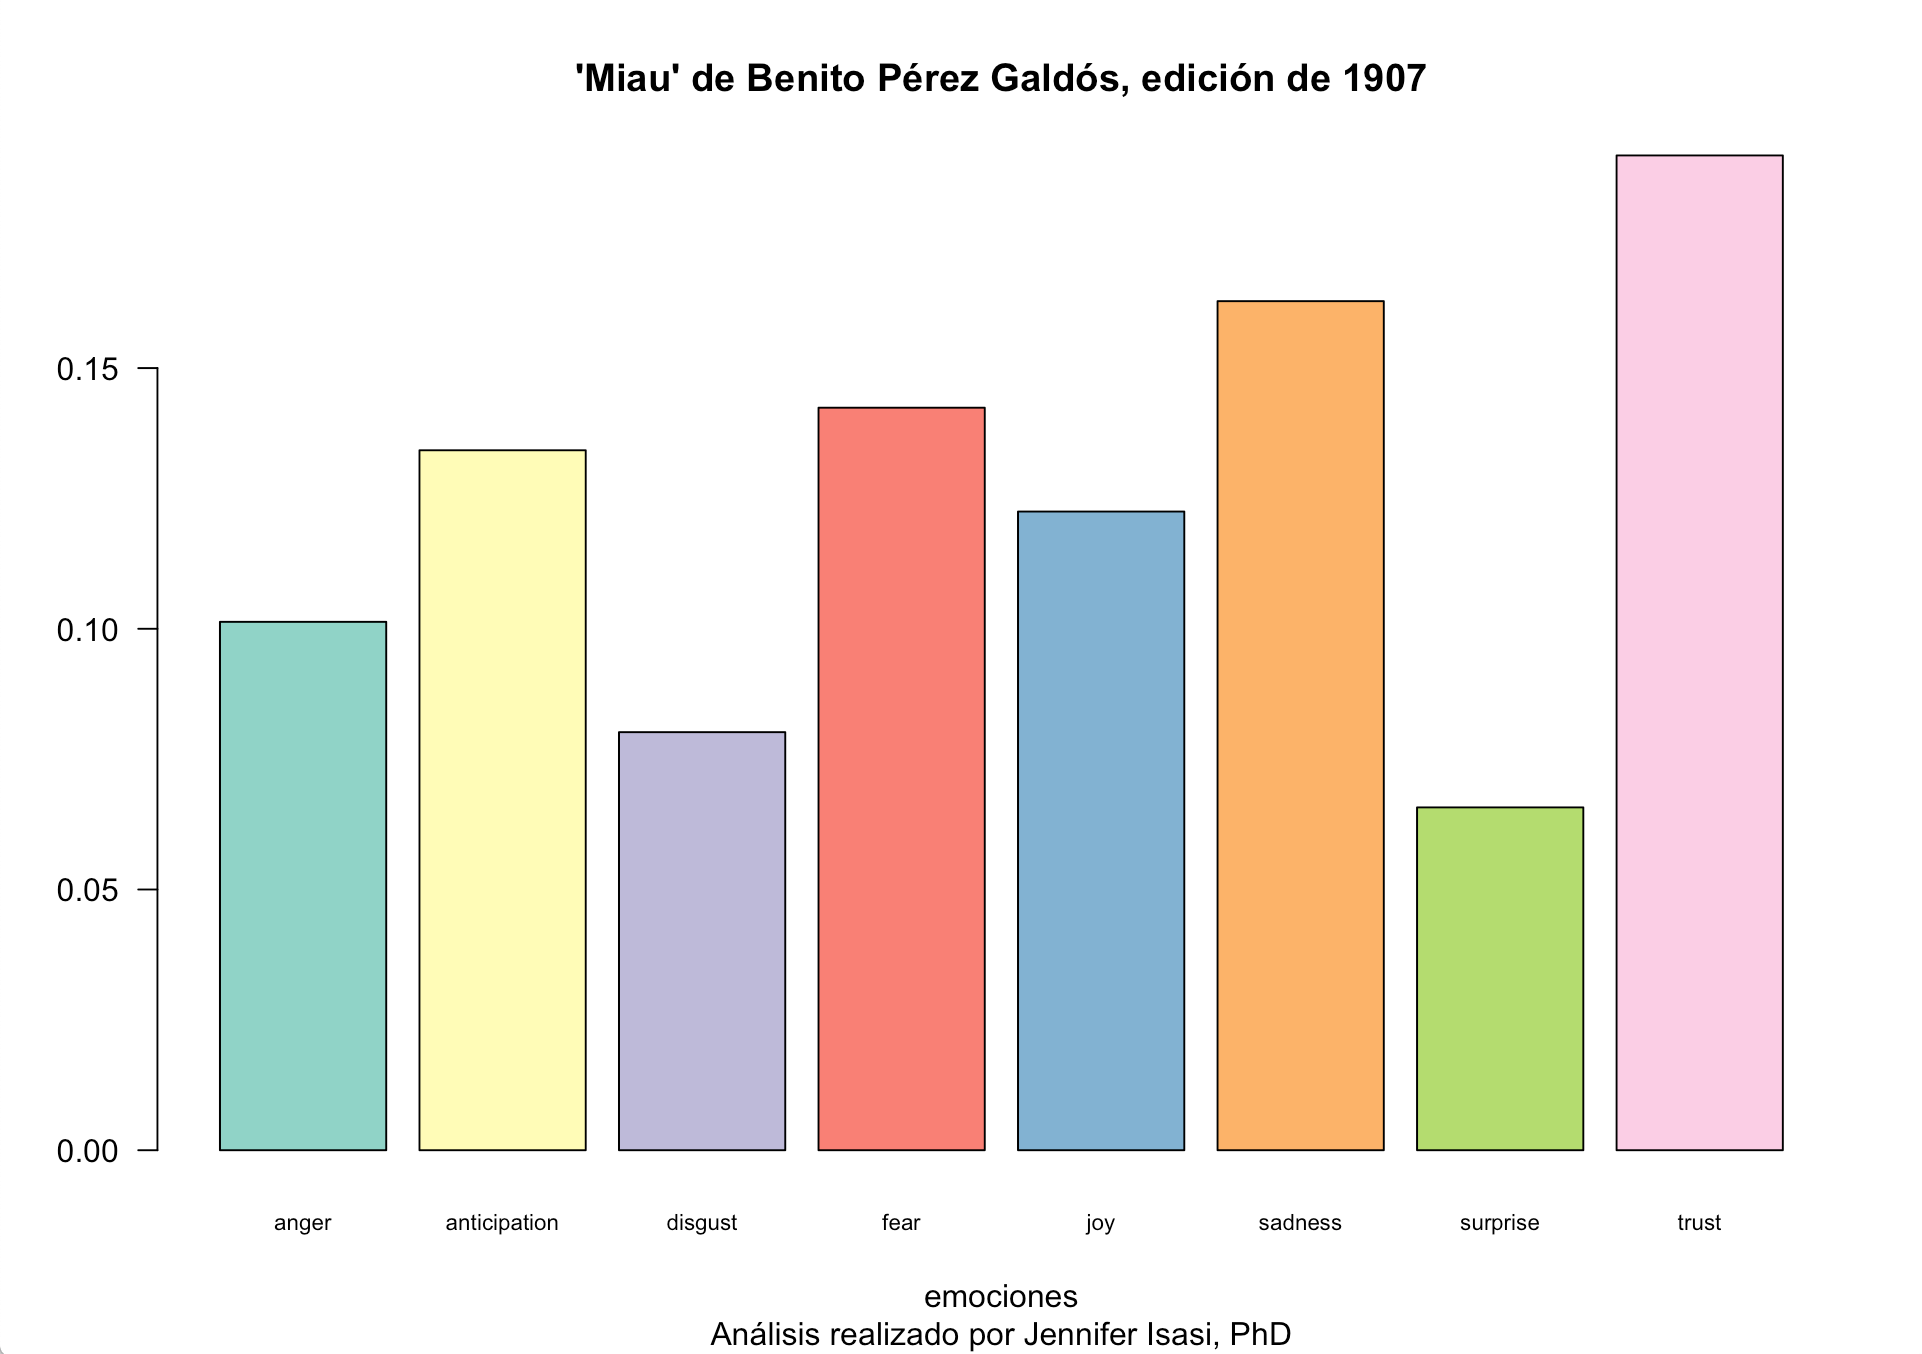 'Miau' de Benito Pérez Galdós, edición de 1907
0.15
0.10
0.05
0.00
anger anticipation disgust fear joy sadness surprise trust
emociones
Análisis realizado por Jennifer Isasi, PhD